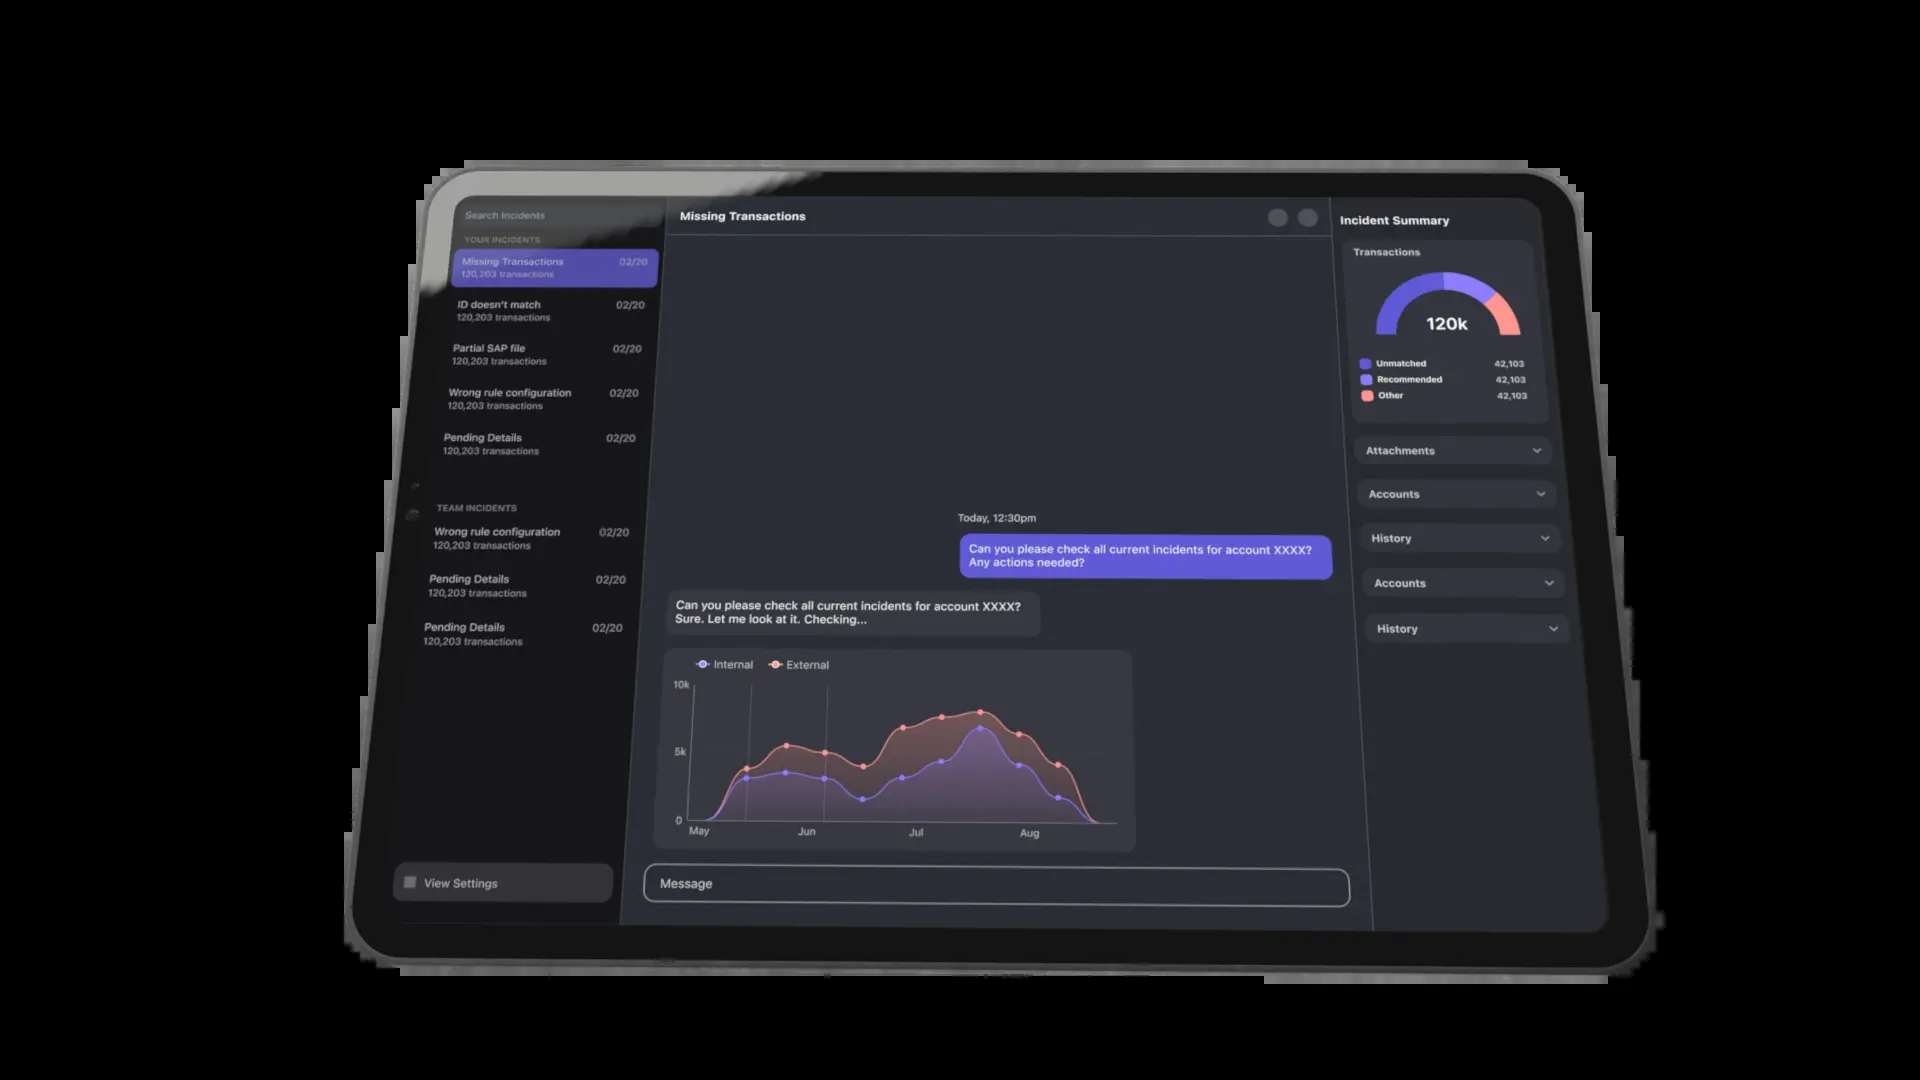 Search Incidents
YOUR INCIDENTS
Missing Transactions 02/20
120,203 transactions
ID doesn't match 02/20
120,203 transactions
Partial SAP file 02/20
120,203 transactions
Wrong rule configuration 02/20
120,203 transactions
Pending Details 02/20
120,203 transactions
TEAM INCIDENTS
Wrong rule configuration 02/20
120,203 transactions
Pending Details 02/20
120,203 transactions
Pending Details 02/20
120,203 transactions
View Settings
Missing Transactions
Today, 12:30pm
Can you please check all current incidents for account XXXX?
Any actions needed?
Can you please check all current incidents for account XXXX?
Sure. Let me look at it. Checking...
Internal External
10k
5k
0
May Jun Jul Aug
Message
Incident Summary
Transactions
120k
Unmatched 42,103
Recommended 42,103
Other 42,103
Attachments
Accounts
History
Accounts
History